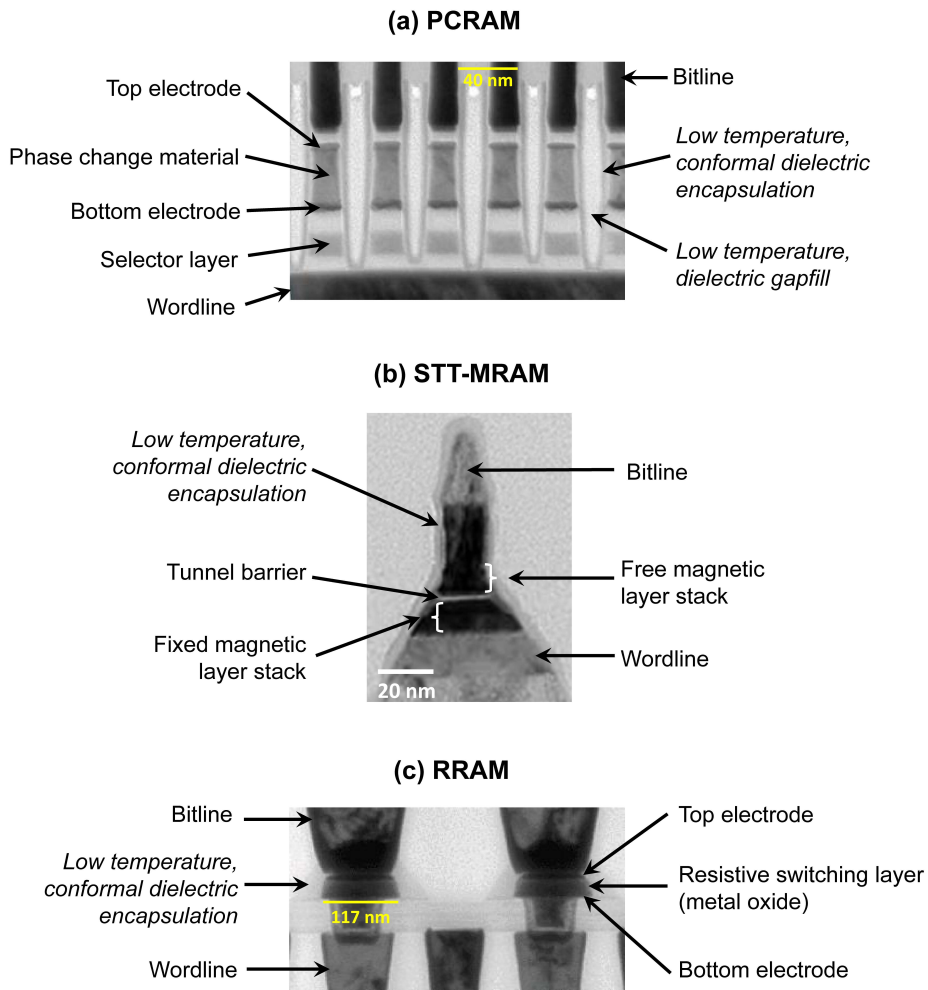 (a) PCRAM
40 nm
Top electrode
Bitline
Phase change material
Low temperature,
conformal dielectric
encapsulation
Bottom electrode
Selector layer
Low temperature,
dielectric gapfill
Wordline
(b) STT-MRAM
Low temperature,
conformal dielectric
encapsulation
Bitline
Tunnel barrier
Free magnetic
layer stack
Fixed magnetic
layer stack
Wordline
20 nm
(c) RRAM
Bitline
Top electrode
Low temperature,
conformal dielectric
encapsulation
Resistive switching layer
(metal oxide)
117 nm
Wordline
Bottom electrode